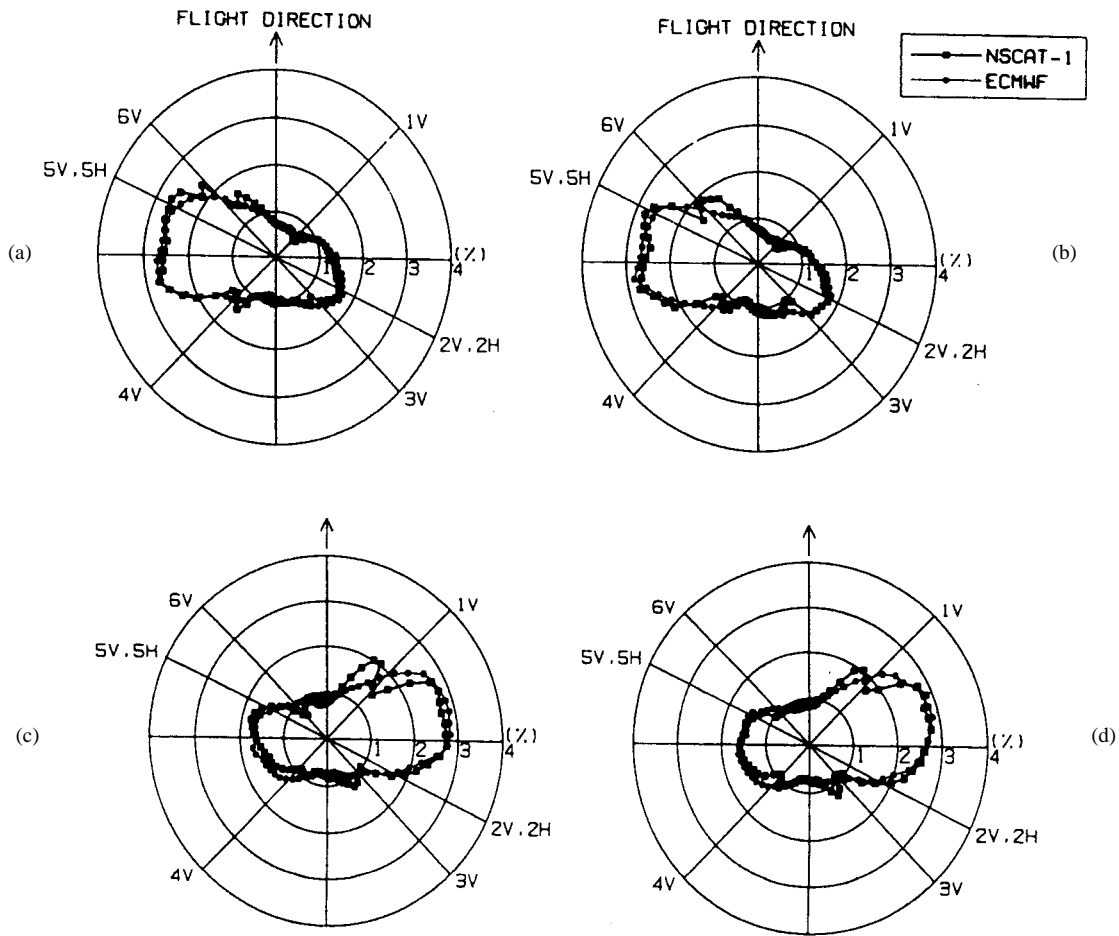 FLIGHT DIRECTION
6V
1V
5V,5H
(%)
1
2
3
4
2V,2H
4V
3V
(a)
FLIGHT DIRECTION
NSCAT-1
ECMWF
6V
1V
5V,5H
(%)
1
2
3
4
2V,2H
4V
3V
(b)
6V
1V
5V,5H
(%)
1
2
3
4
2V,2H
4V
3V
(c)
6V
1V
5V,5H
(%)
1
2
3
4
2V,2H
4V
3V
(d)